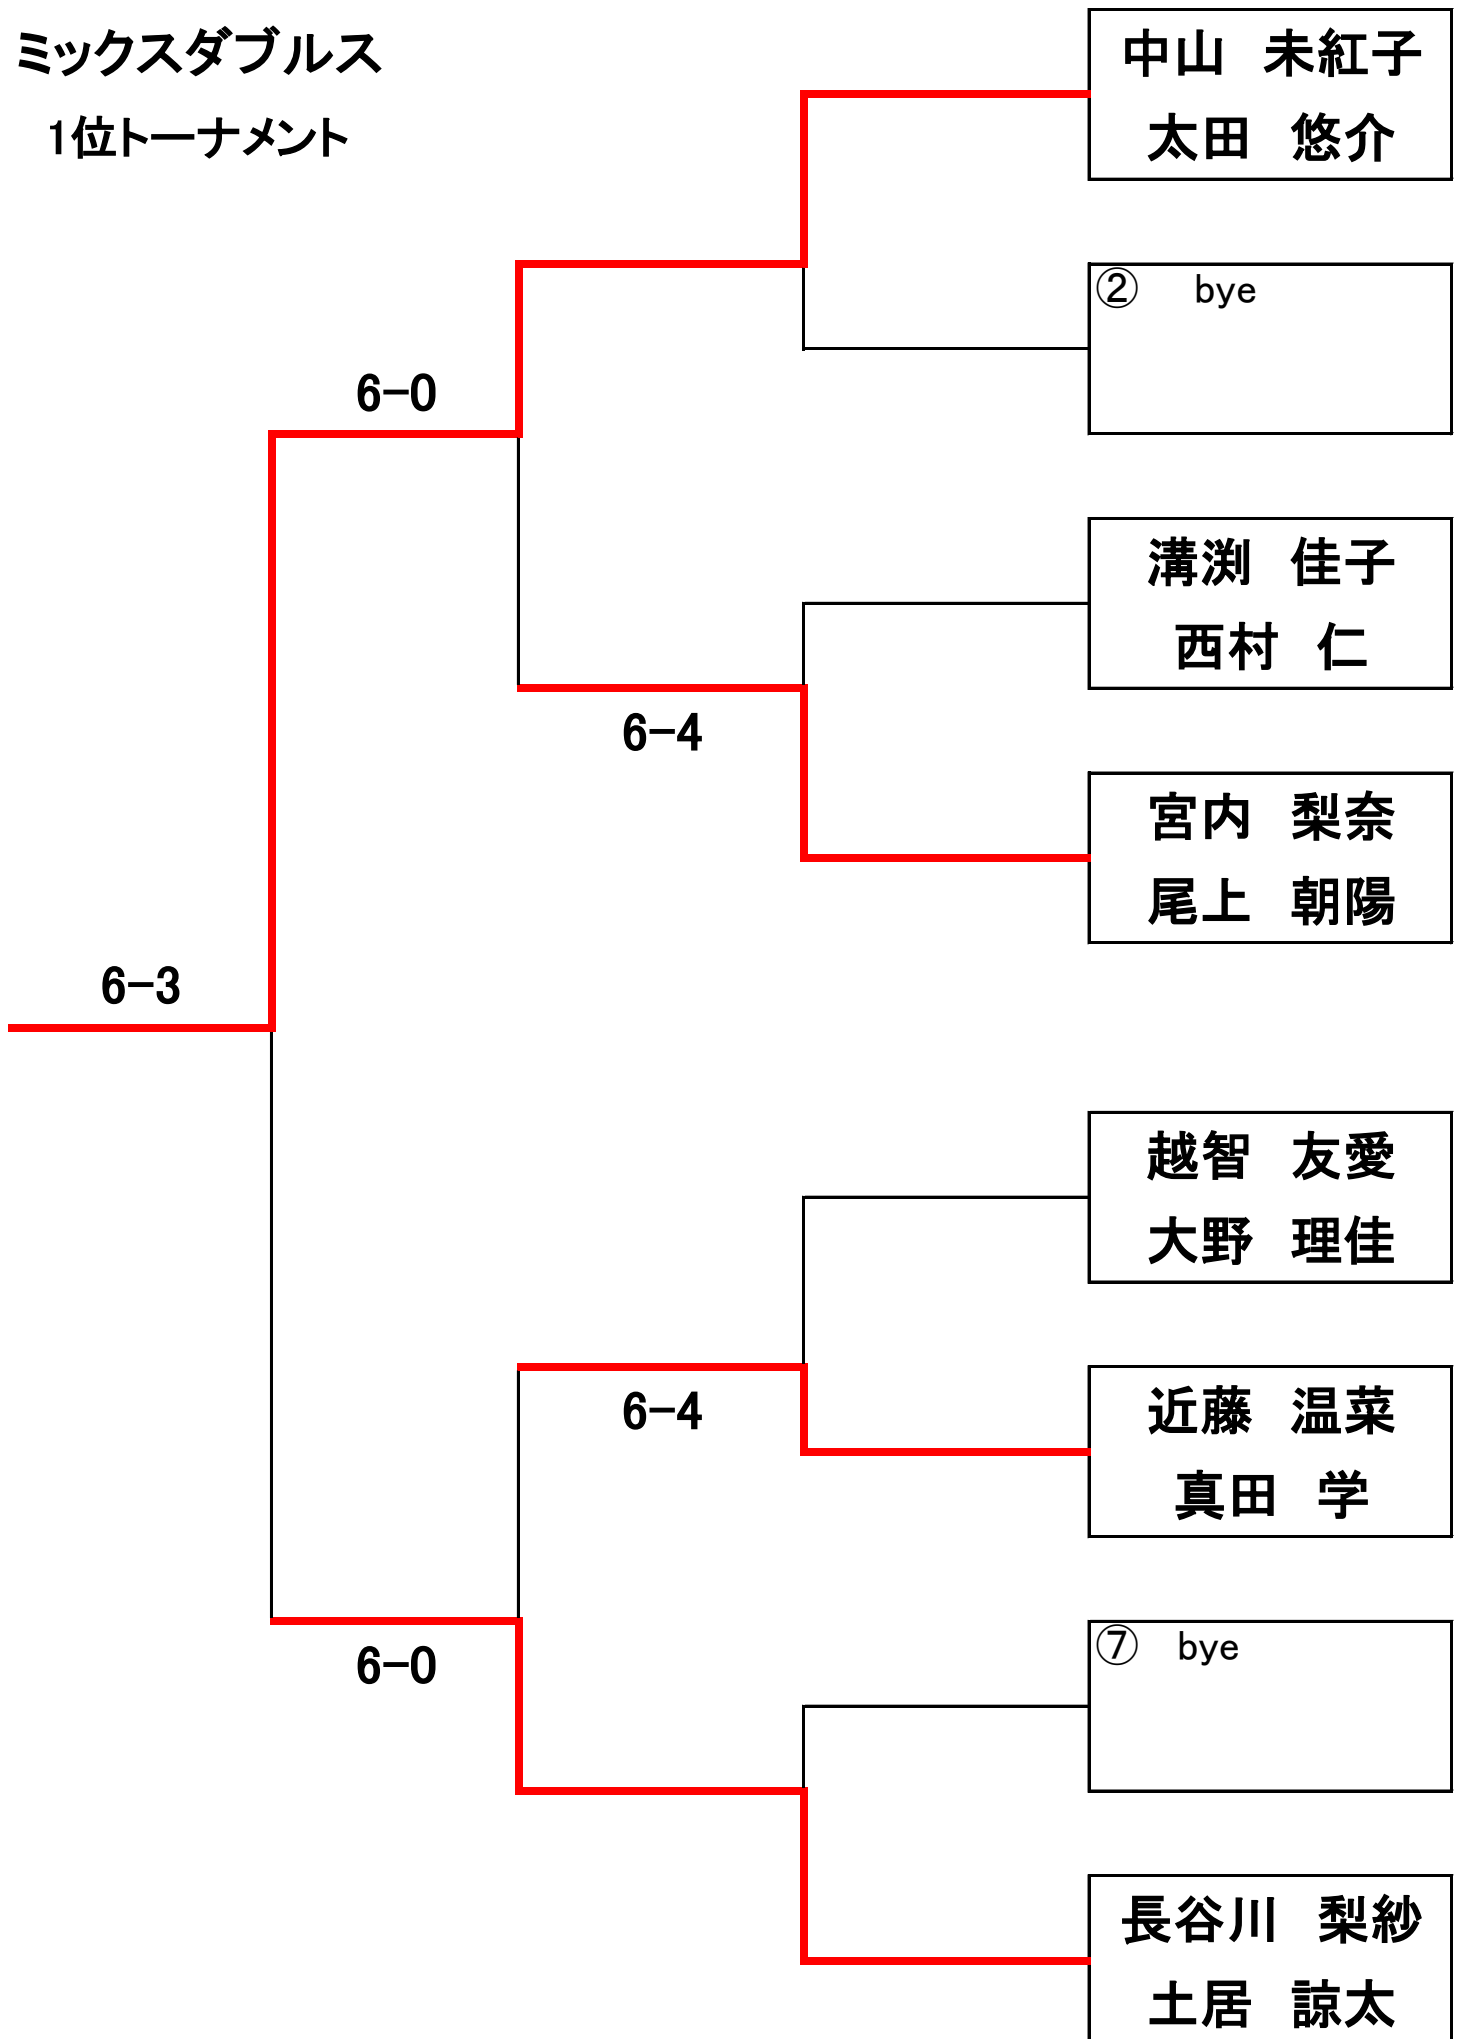 ミックスダブルス
1位トーナメント
中山 未紅子
太田 悠介
② bye
6-0
溝渕 佳子
西村 仁
6-4
宮内 梨奈
尾上 朝陽
6-3
越智 友愛
大野 理佳
6-4
近藤 温菜
真田 学
⑦ bye
6-0
長谷川 梨紗
土居 諒太